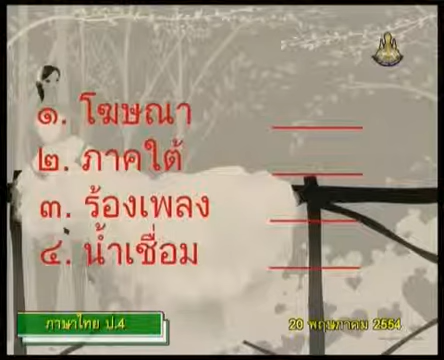 ๑. โฆษณา
๒. ภาคใต้
๓. ร้องเพลง
๔. น้ำเชื่อม
ภาษาไทย ป.4
20 พฤษภาคม 2554